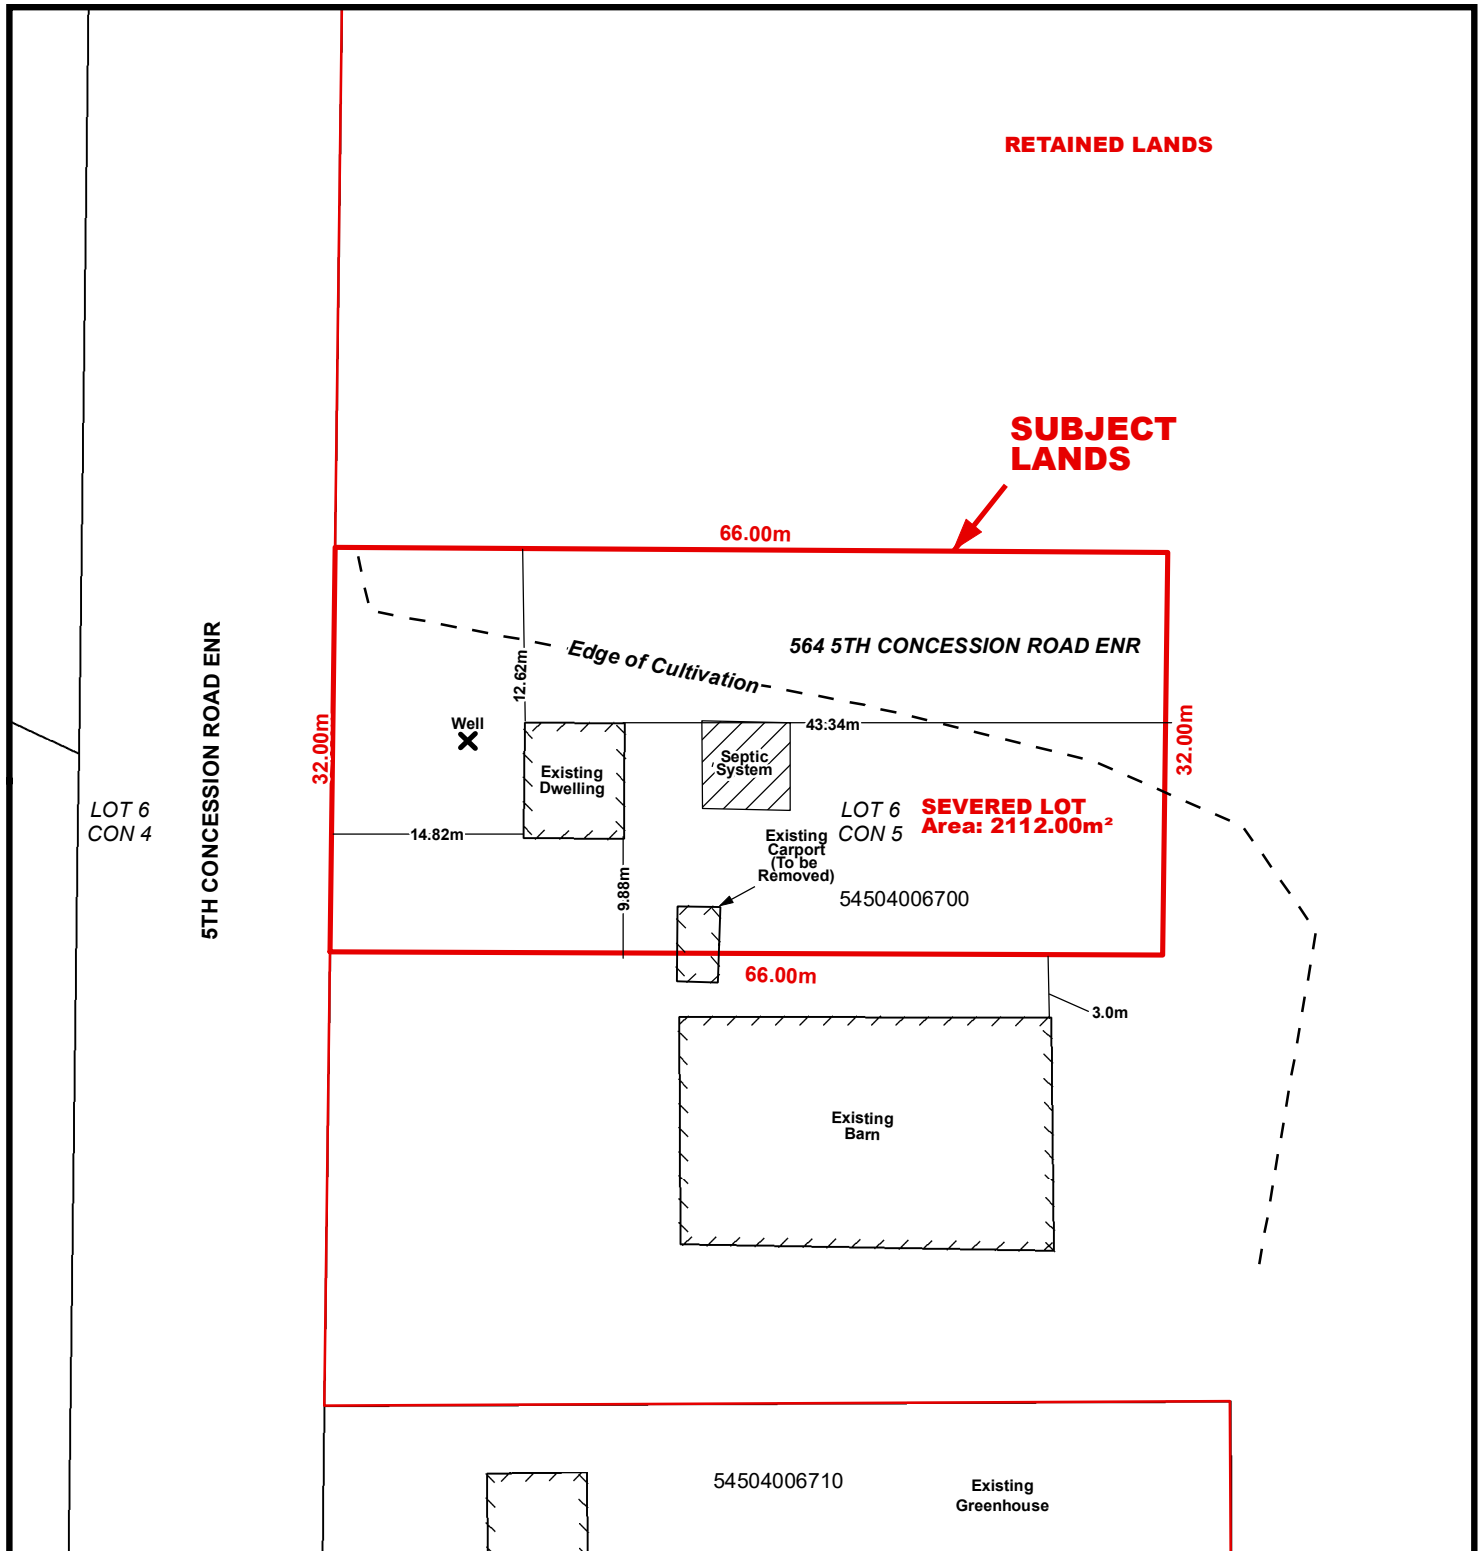 RETAINED LANDS
SUBJECT
LANDS
66.00m
564 5TH CONCESSION ROAD ENR
Edge of Cultivation
12.62m
5TH CONCESSION ROAD ENR
32.00m
Well
43.34m
32.00m
Existing
Dwelling
Septic
System
LOT 6
CON 4
14.82m
LOT 6
CON 5
SEVERED LOT
Area: 2112.00m²
Existing
Carport
(To be
Removed)
9.88m
54504006700
66.00m
3.0m
Existing
Barn
54504006710
Existing
Greenhouse